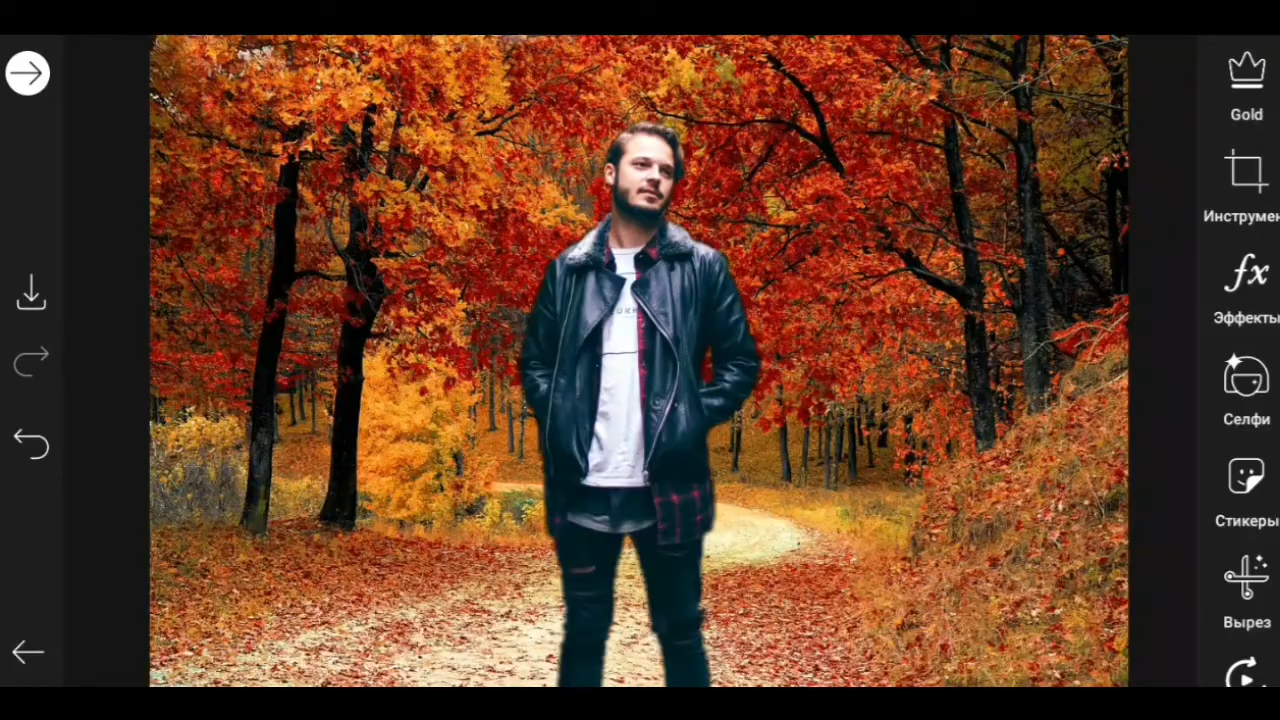 Gold
Инструмен
Эффекты
Селфи
Стикеры
Вырез